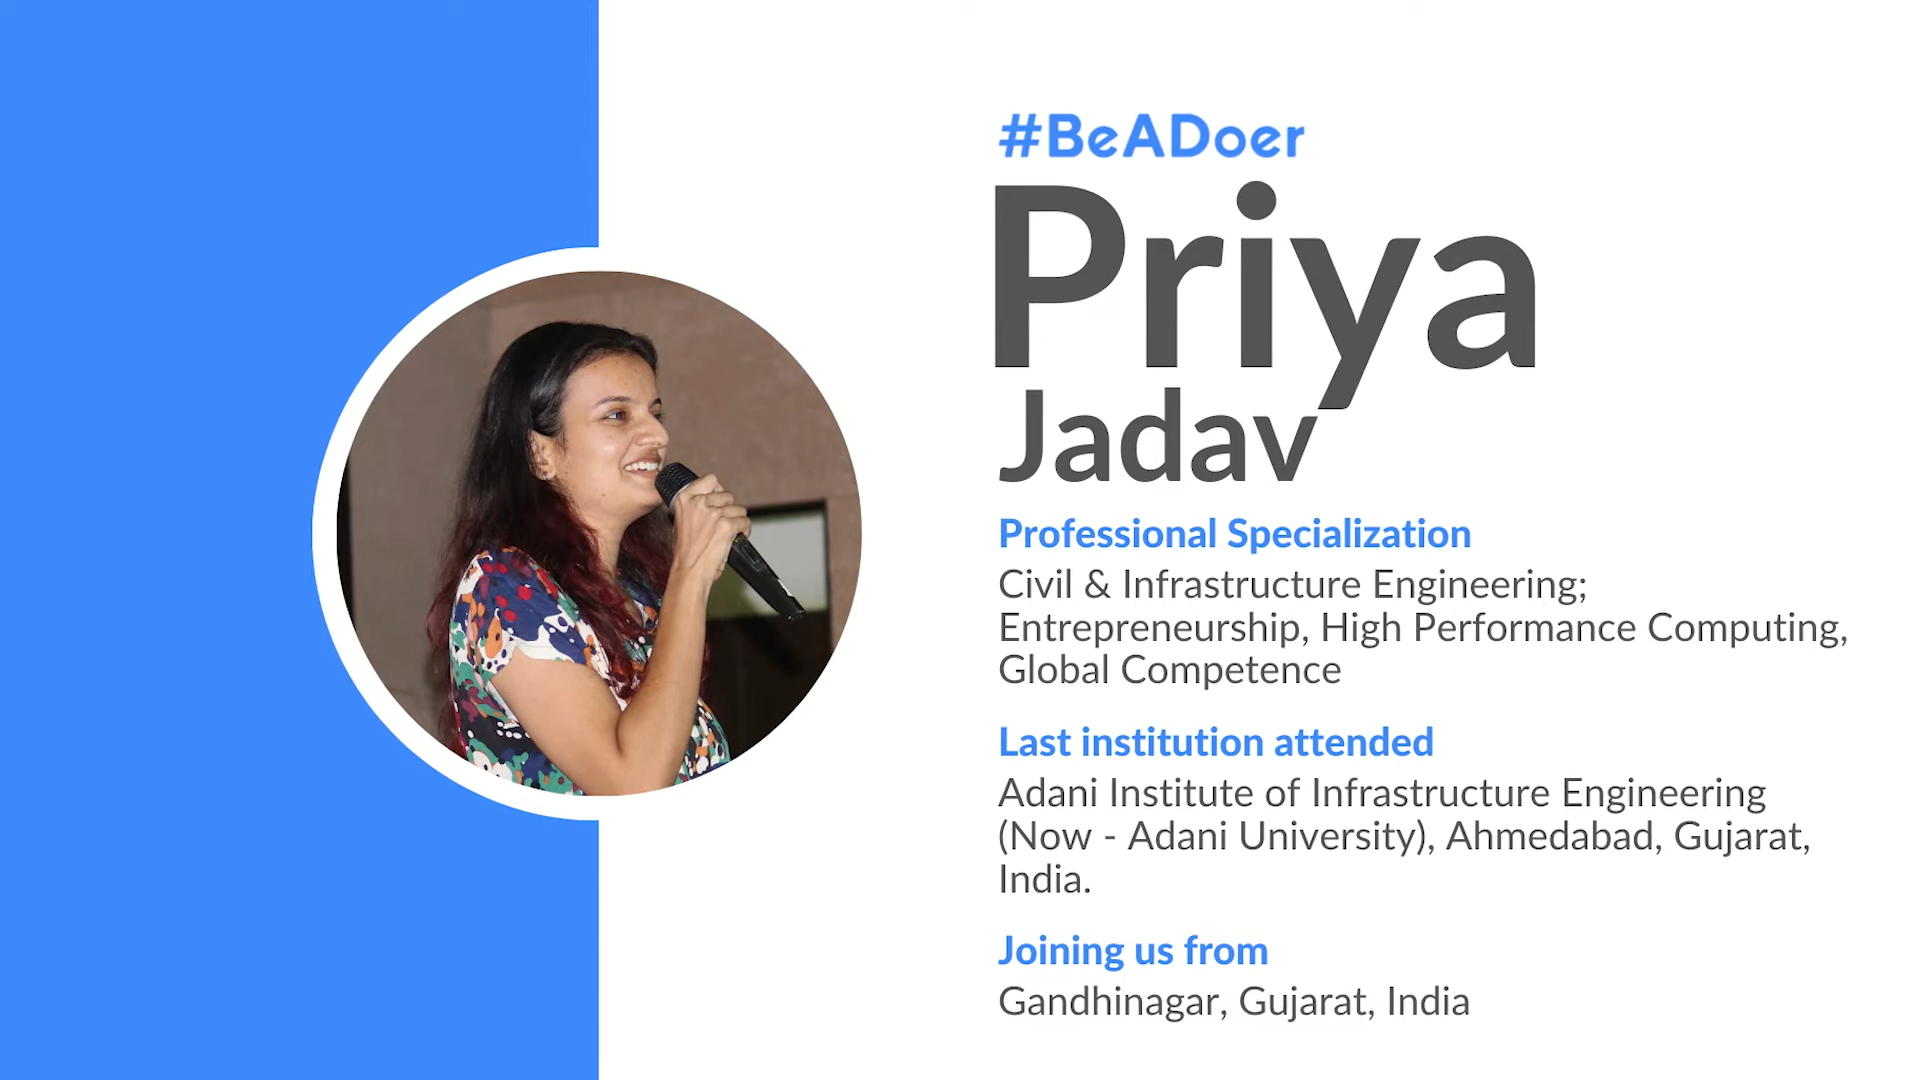 #BeADoer
Priya
Jadav
Professional Specialization
Civil & Infrastructure Engineering;
Entrepreneurship, High Performance Computing,
Global Competence
Last institution attended
Adani Institute of Infrastructure Engineering
(Now - Adani University), Ahmedabad, Gujarat,
India.
Joining us from
Gandhinagar, Gujarat, India